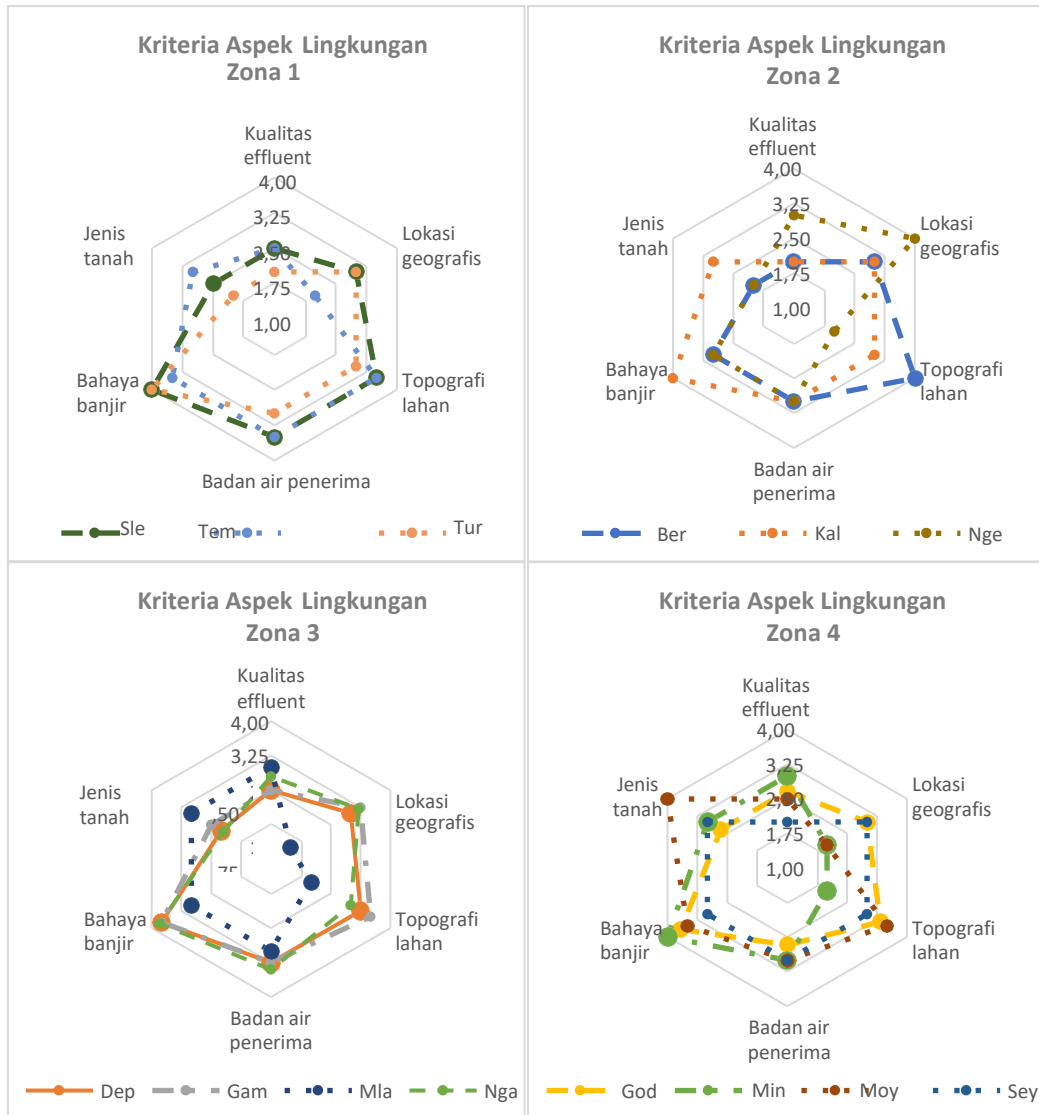 Kriteria Aspek Lingkungan
Zona 1
Kualitas
effluent
4,00
3,25
2,50
1,75
1,00
Lokasi
geografis
Topografi
lahan
Badan air penerima
Bahaya
banjir
Jenis
tanah
Sle
Tem
Tur
Kriteria Aspek Lingkungan
Zona 2
Kualitas
effluent
4,00
3,25
2,50
1,75
1,00
Lokasi
geografis
Topografi
lahan
Badan air
penerima
Bahaya
banjir
Jenis
tanah
Ber
Kal
Nge
Kriteria Aspek Lingkungan
Zona 3
Kualitas
effluent
4,00
3,25
,50
Lokasi
geografis
Topografi
lahan
Badan air
penerima
Bahaya
banjir
Jenis
tanah
Dep
Gam
Mla
Nga
Kriteria Aspek Lingkungan
Zona 4
Kualitas
effluent
4,00
3,25
2,50
1,75
1,00
Lokasi
geografis
Topografi
lahan
Badan air
penerima
Bahaya
banjir
Jenis
tanah
God
Min
Moy
Sey